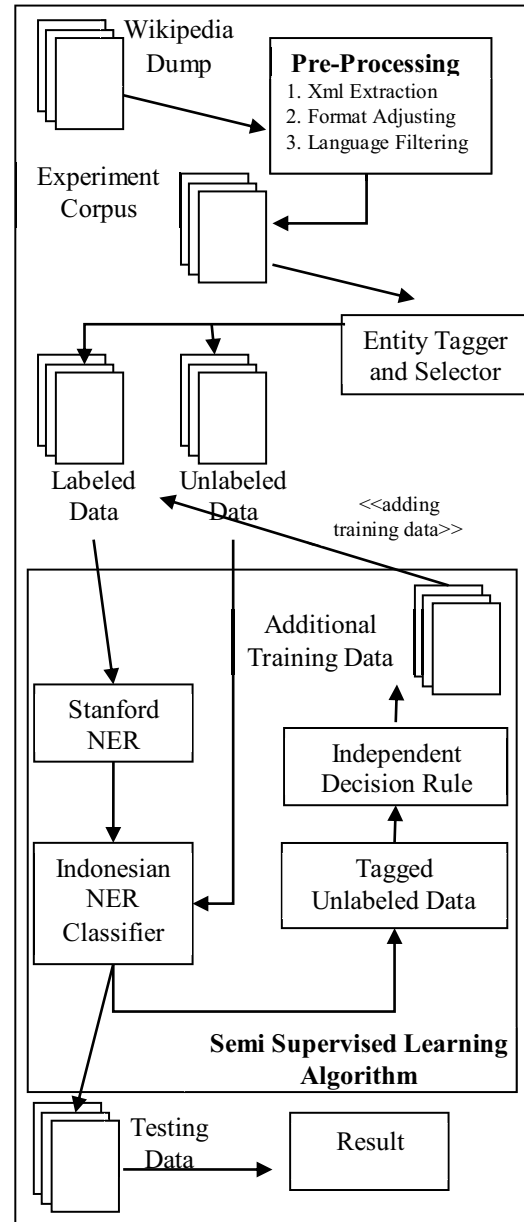 Wikipedia
Dump
Pre-Processing
1. Xml Extraction
2. Format Adjusting
3. Language Filtering
Experiment
Corpus
Entity Tagger
and Selector
Labeled
Data
Unlabeled
Data
<<adding
training data>>
Additional
Training Data
Stanford
NER
Independent
Decision Rule
Indonesian
NER
Classifier
Tagged
Unlabeled Data
Semi Supervised Learning
Algorithm
Testing
Data
Result